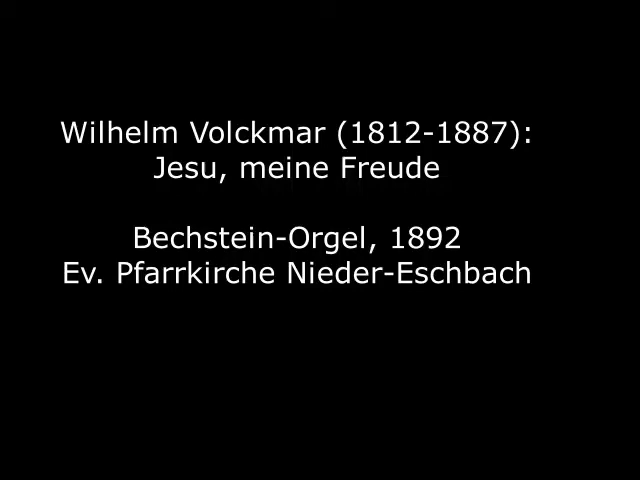 Wilhelm Volckmar (1812-1887):
Jesu, meine Freude
Bechstein-Orgel, 1892
Ev. Pfarrkirche Nieder-Eschbach